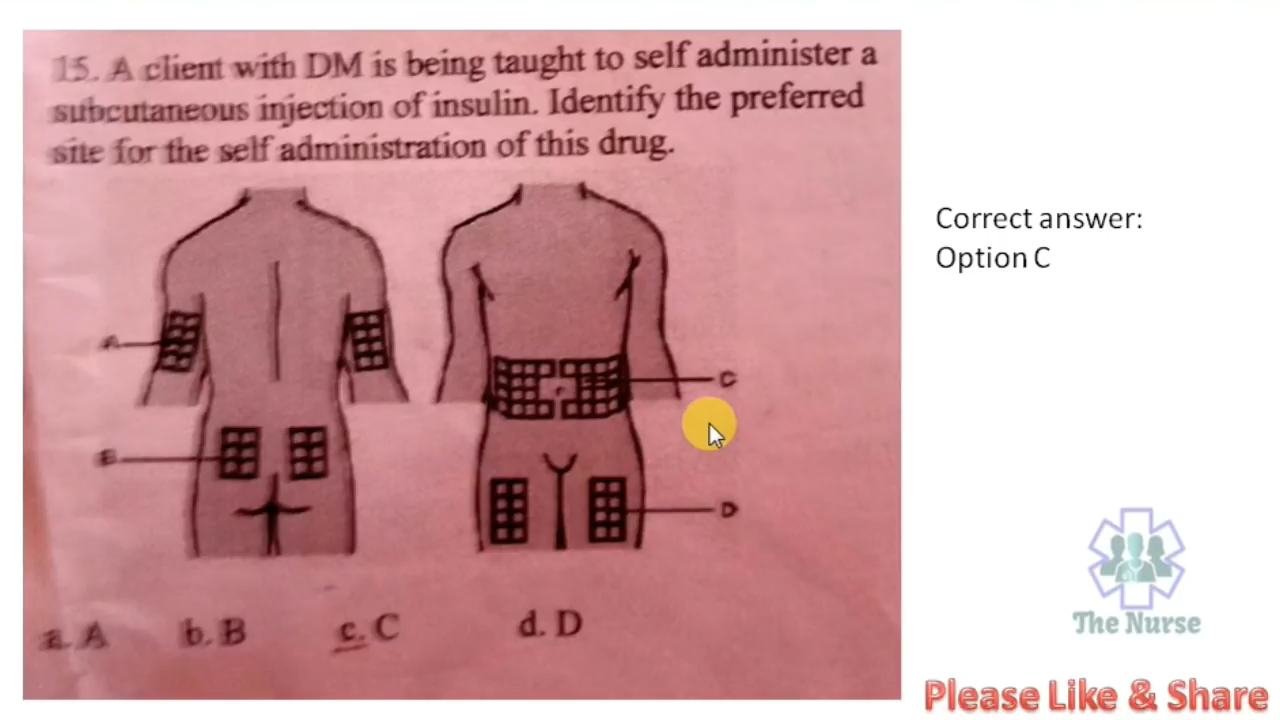 15. A client with DM is being taught to self administer a
subcutaneous injection of insulin. Identify the preferred
site for the self administration of this drug.
A
B
C
D
a. A b. B c. C d. D
Correct answer:
Option C
The Nurse
Please Like & Share